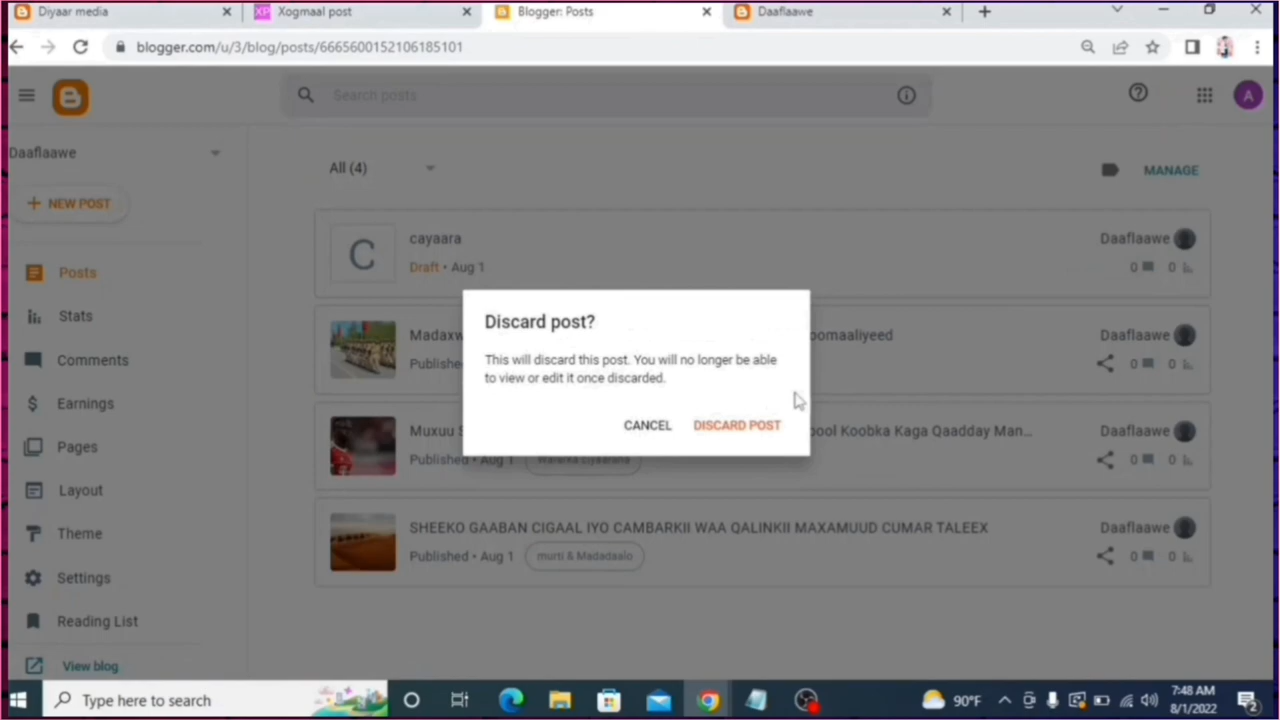 Diyaar media
Xogmaal post
Blogger: Posts
Daaflaawe
blogger.com/u/3/blog/posts/6665600152106185101
Search posts
A
Daaflaawe
All (4)
MANAGE
NEW POST
C
cayaara
Draft • Aug 1
Daaflaawe
0 0
Posts
Stats
Comments
Earnings
Pages
Layout
Theme
Settings
Reading List
View blog
Discard post?
This will discard this post. You will no longer be able
to view or edit it once discarded.
CANCEL DISCARD POST
Daaflaawe
Published
0 0
Muxuu Koobka Kaga Qaadday Man...
Daaflaawe
Published • Aug 1
0 0
SHEEKO GAABAN CIGAAL IYO CAMBARKII WAA QALINKII MAXAMUUD CUMAR TALEEX
Daaflaawe
Published • Aug 1 murti & Madadaalo
0 0
Type here to search
90°F
7:48 AM
8/1/2022
2